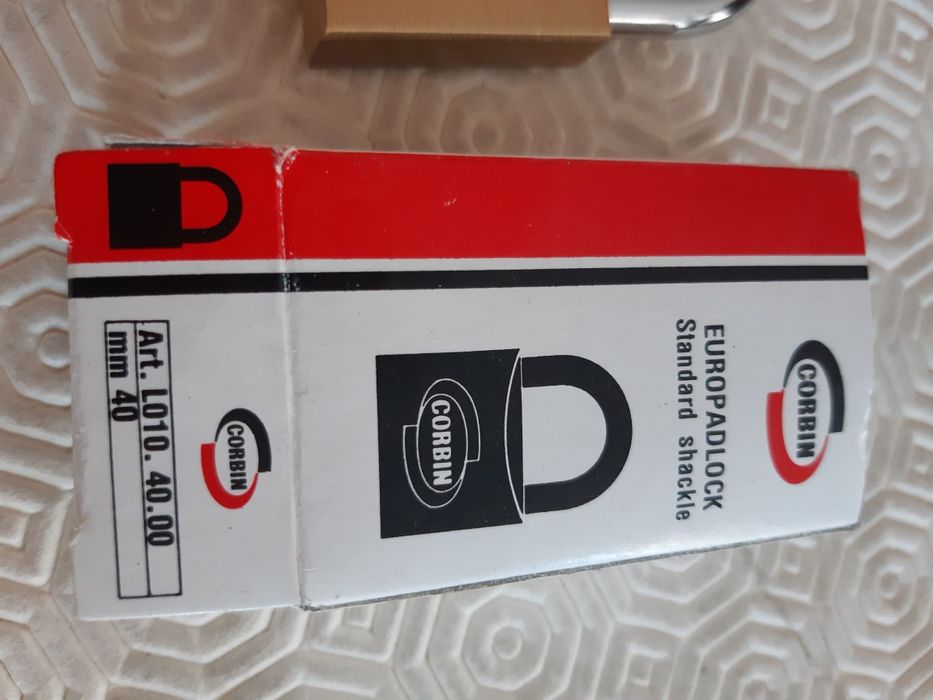 CORBIN
EUROPADLOCK
Standard shackle
CORBIN
CORBIN
Art. L010. 40.00
mm 40